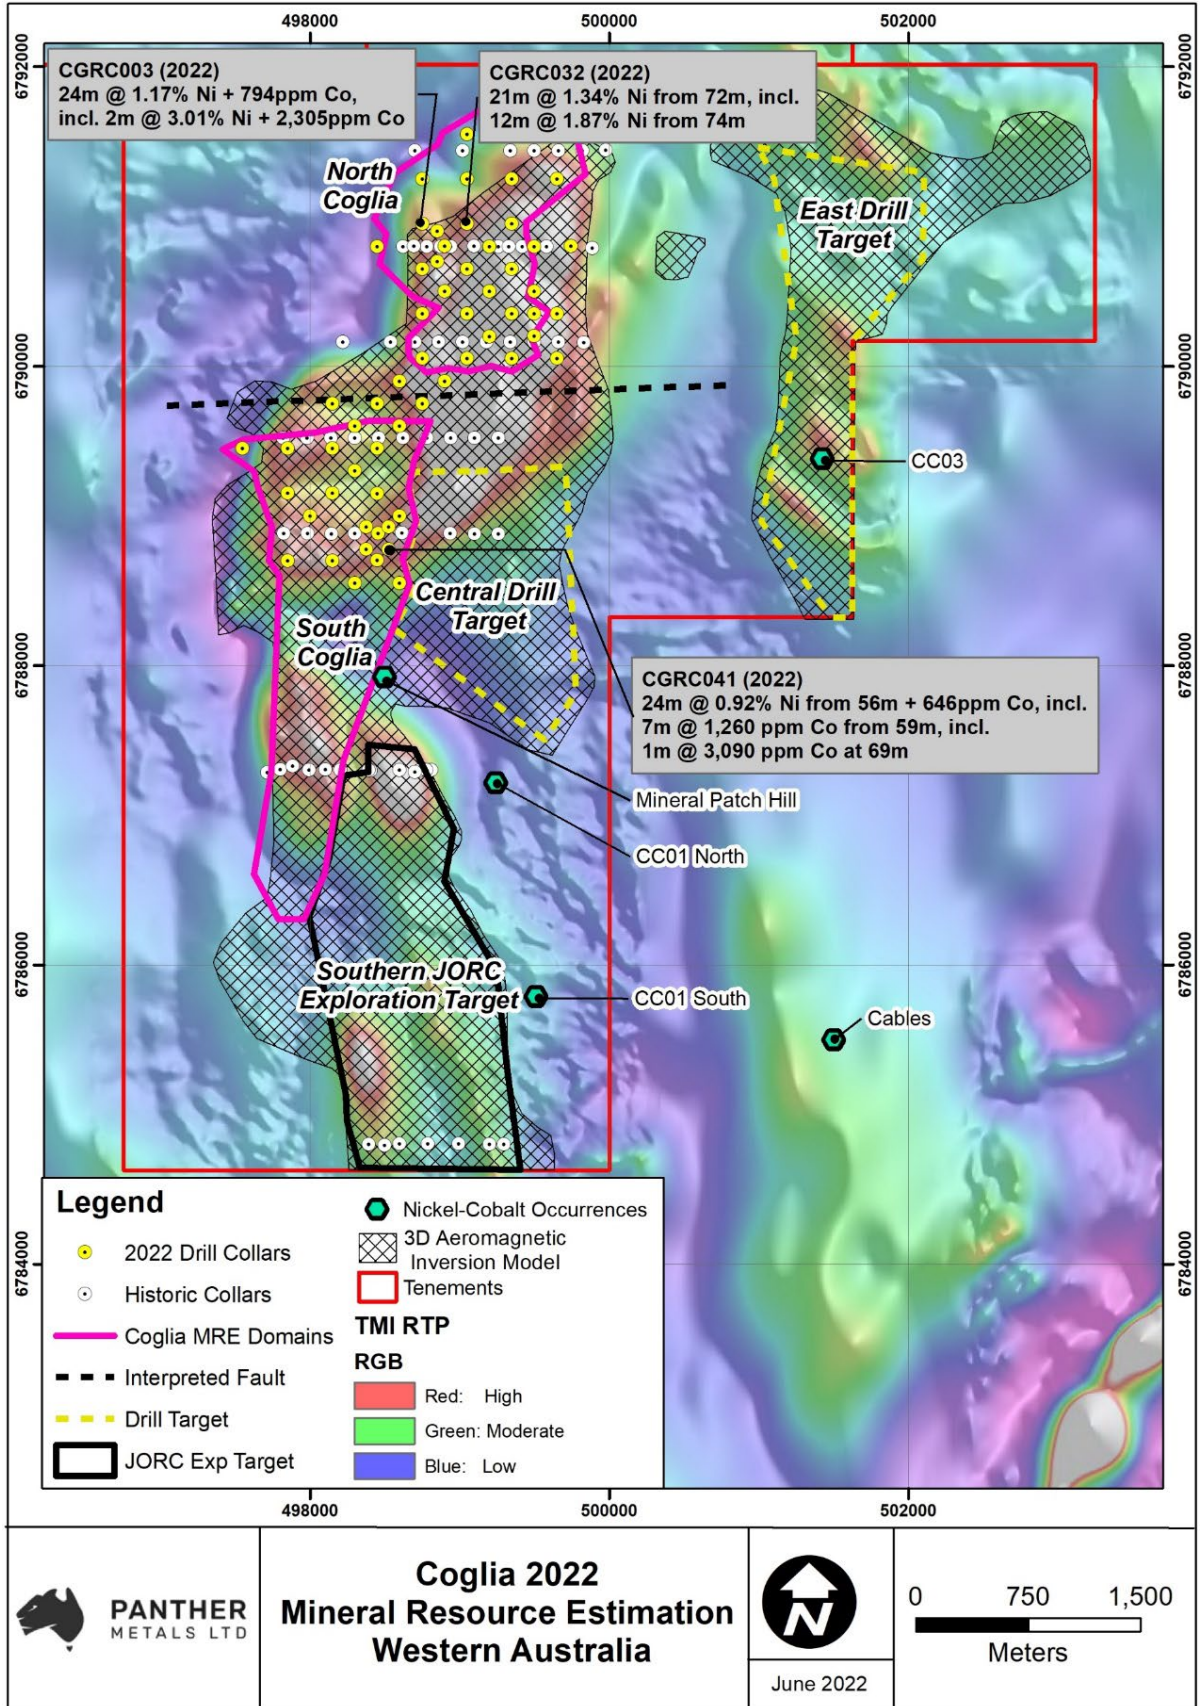 498000
500000
502000
6792000
6792000
CGRC003 (2022)
24m @ 1.17% Ni + 794ppm Co,
incl. 2m @ 3.01% Ni + 2,305ppm Co
CGRC032 (2022)
21m @ 1.34% Ni from 72m, incl.
12m @ 1.87% Ni from 74m
North
Coglia
East Drill
Target
6790000
6790000
CC03
Central Drill
Target
South
Coglia
6788000
6788000
CGRC041 (2022)
24m @ 0.92% Ni from 56m + 646ppm Co, incl.
7m @ 1,260 ppm Co from 59m, incl.
1m @ 3,090 ppm Co at 69m
Mineral Patch Hill
CC01 North
6786000
6786000
Southern JORC
Exploration Target
CC01 South
Cables
6784000
6784000
Legend
2022 Drill Collars
Historic Collars
Coglia MRE Domains
Interpreted Fault
Drill Target
JORC Exp Target
Nickel-Cobalt Occurrences
3D Aeromagnetic
Inversion Model
Tenements
TMI RTP
RGB
Red: High
Green: Moderate
Blue: Low
498000
500000
502000
PANTHER
METALS LTD
Coglia 2022
Mineral Resource Estimation
Western Australia
N
June 2022
0 750 1,500
Meters